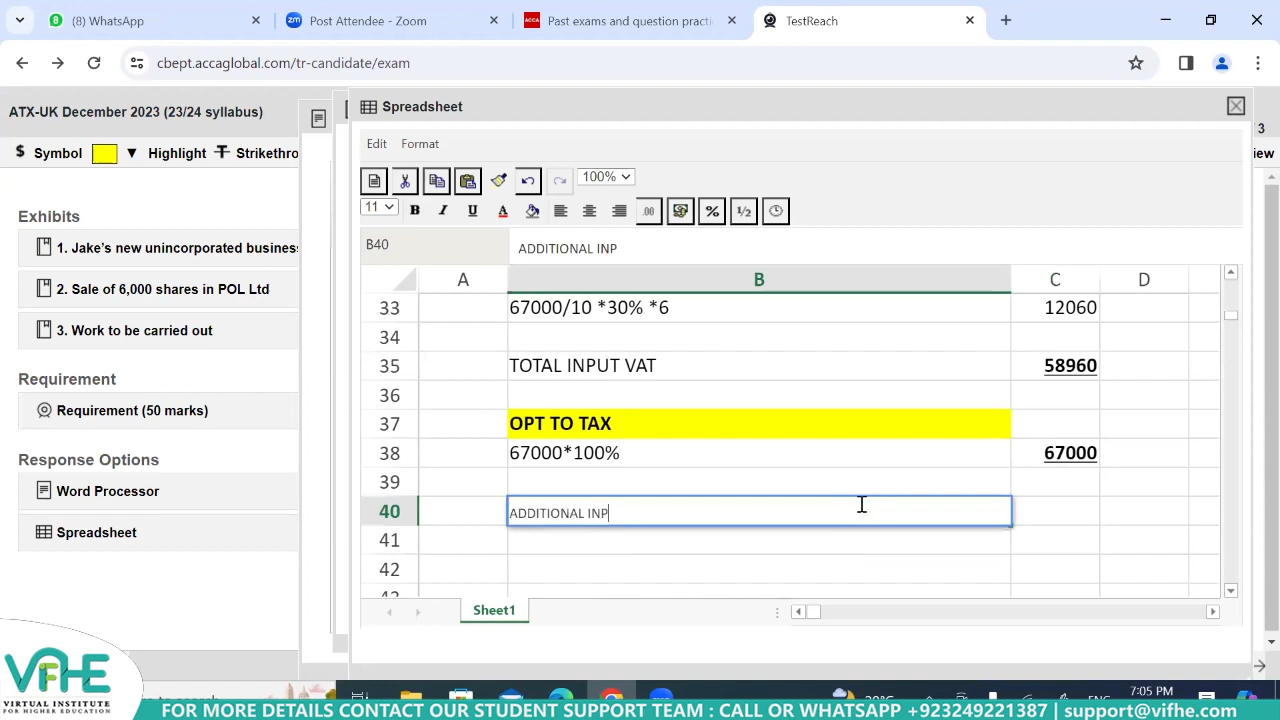 (8) WhatsApp
Post Attendee - Zoom
Past exams and question practi
TestReach
cbept.accaglobal.com/tr-candidate/exam
ATX-UK December 2023 (23/24 syllabus)
Spreadsheet
3
$ Symbol Highlight Strikethro
Edit Format
iew
100%
11 B I U A .00 % 1/2
Exhibits
1. Jake's new unincorporated business
2. Sale of 6,000 shares in POL Ltd
3. Work to be carried out
Requirement
Requirement (50 marks)
Response Options
Word Processor
Spreadsheet
B40 ADDITIONAL INP
A B C D
33 67000/10 *30% *6 12060
34
35 TOTAL INPUT VAT 58960
36
37 OPT TO TAX
38 67000*100% 67000
39
40 ADDITIONAL INP
41
42
Sheet1
VIFHE
VIRTUAL INSTITUTE
FOR HIGHER EDUCATION
ENG
7:05 PM
FOR MORE DETAILS CONTACT OUR STUDENT SUPPORT TEAM : CALL OR WHATSAPP +923249221387 | support@vifhe.com